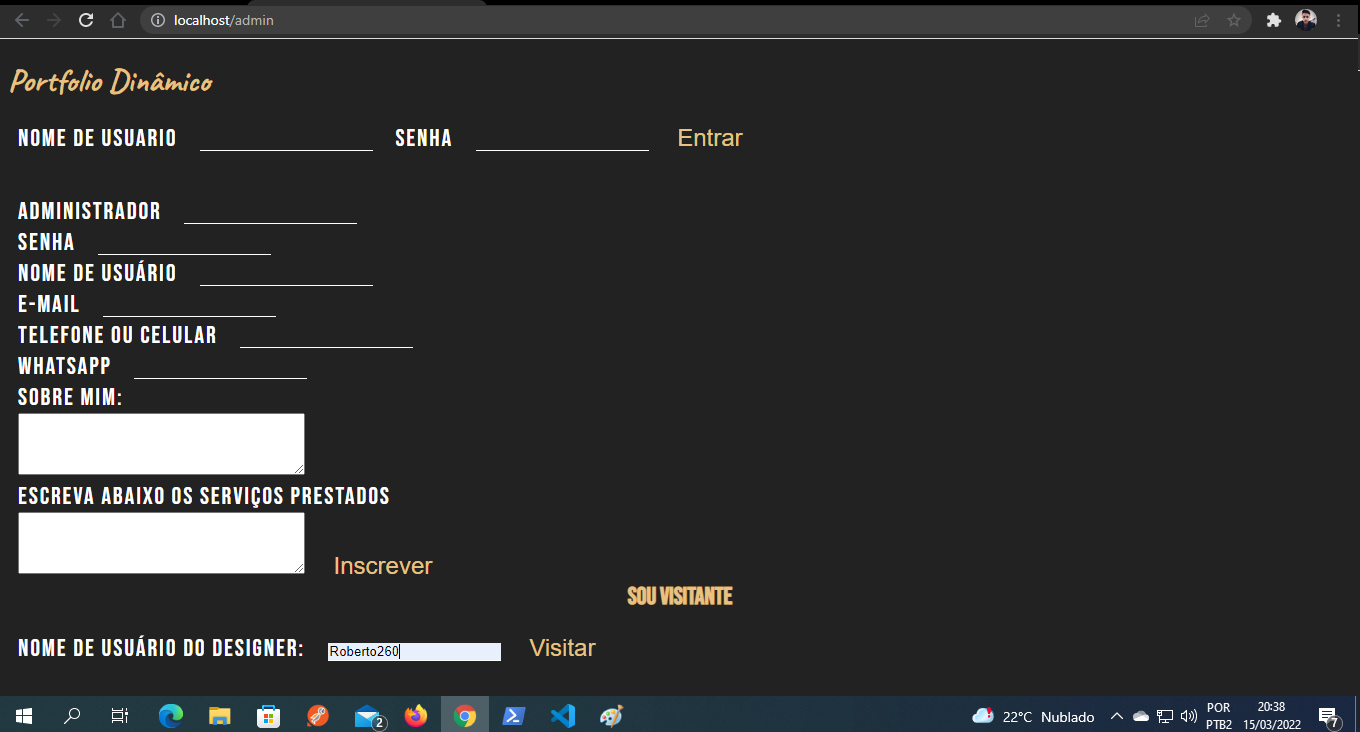 localhost/admin
Portfolio Dinâmico
NOME DE USUARIO SENHA Entrar
ADMINISTRADOR
SENHA
NOME DE USUÁRIO
E-MAIL
TELEFONE OU CELULAR
WHATSAPP
SOBRE MIM:
ESCREVA ABAIXO OS SERVIÇOS PRESTADOS
Inscrever
SOU VISITANTE
NOME DE USUÁRIO DO DESIGNER: Roberto260 Visitar
2
22°C Nublado
POR
PTB2
20:38
15/03/2022
7